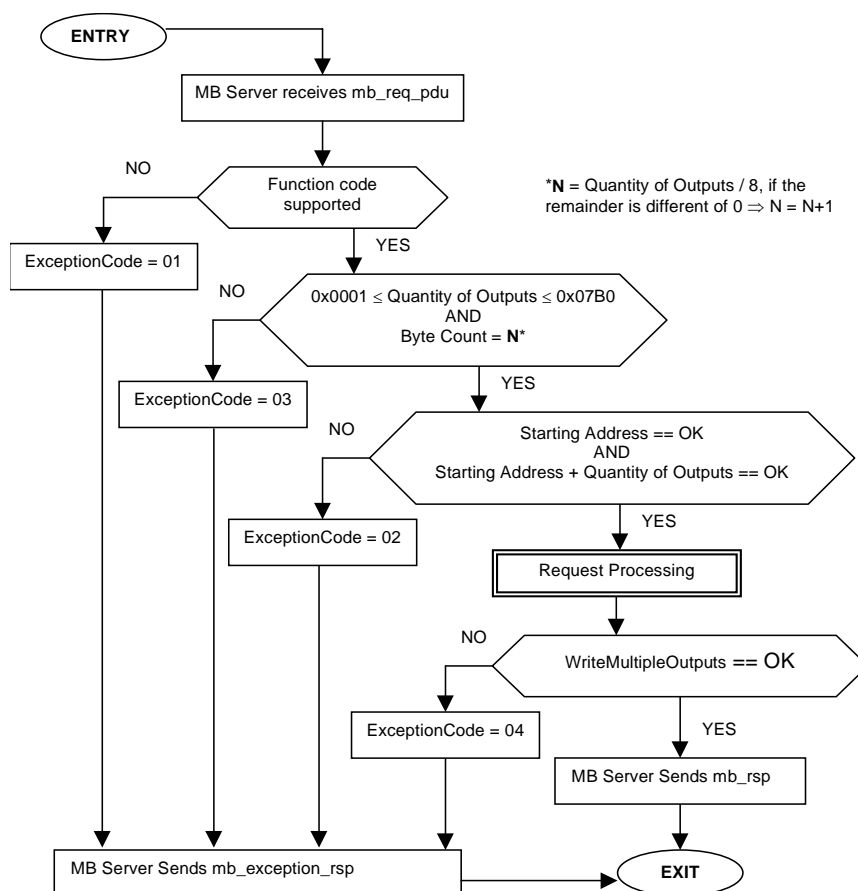 ENTRY
MB Server receives mb_req_pdu
NO
Function code
supported
*N = Quantity of Outputs / 8, if the
remainder is different of 0 ⇒ N = N+1
YES
ExceptionCode = 01
NO
0x0001 ≤ Quantity of Outputs ≤ 0x07B0
AND
Byte Count = N*
YES
ExceptionCode = 03
NO
Starting Address == OK
AND
Starting Address + Quantity of Outputs == OK
YES
ExceptionCode = 02
Request Processing
NO
WriteMultipleOutputs == OK
YES
ExceptionCode = 04
MB Server Sends mb_rsp
MB Server Sends mb_exception_rsp
EXIT